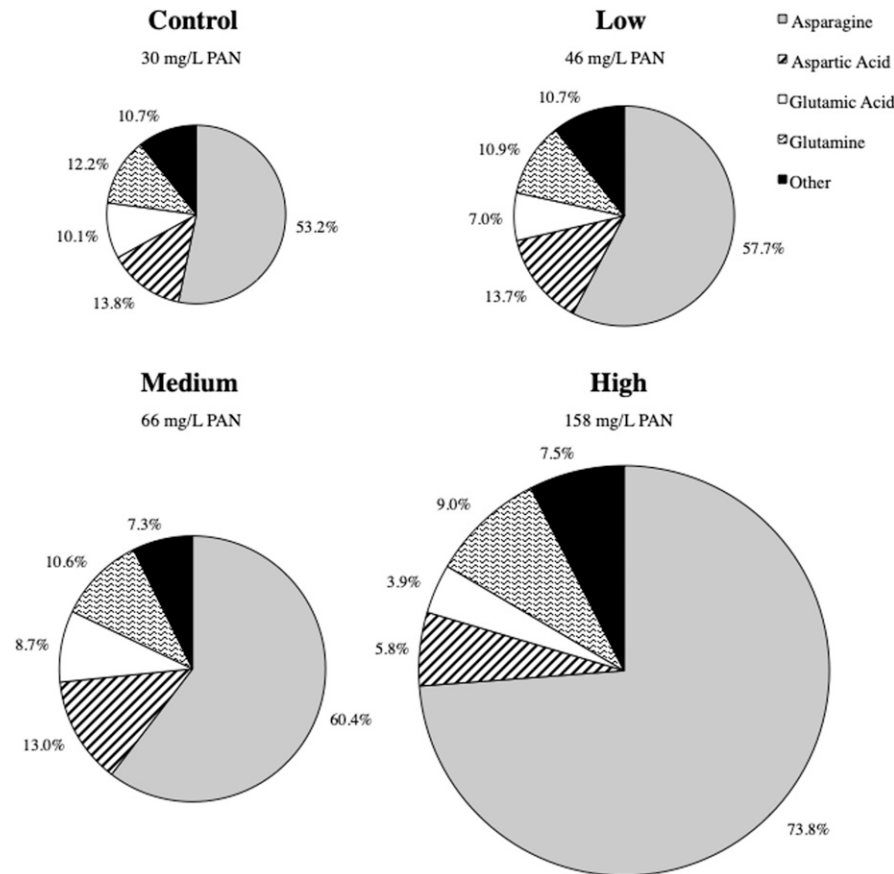 Control
30 mg/L PAN
10.7%
12.2%
10.1%
13.8%
53.2%
Low
46 mg/L PAN
10.7%
10.9%
7.0%
13.7%
57.7%
Asparagine
Aspartic Acid
Glutamic Acid
Glutamine
Other
Medium
66 mg/L PAN
7.3%
10.6%
8.7%
13.0%
60.4%
High
158 mg/L PAN
7.5%
9.0%
3.9%
5.8%
73.8%